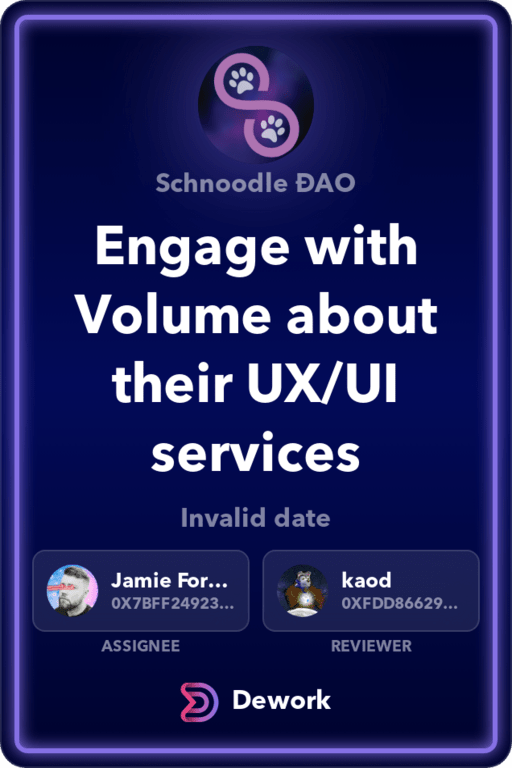 Schnoodle ÐAO
Engage with
Volume about
their UX/UI
services
Invalid date
Jamie For...
0X7BFF24923...
kaod
0XFDD86629...
ASSIGNEE
REVIEWER
Dework